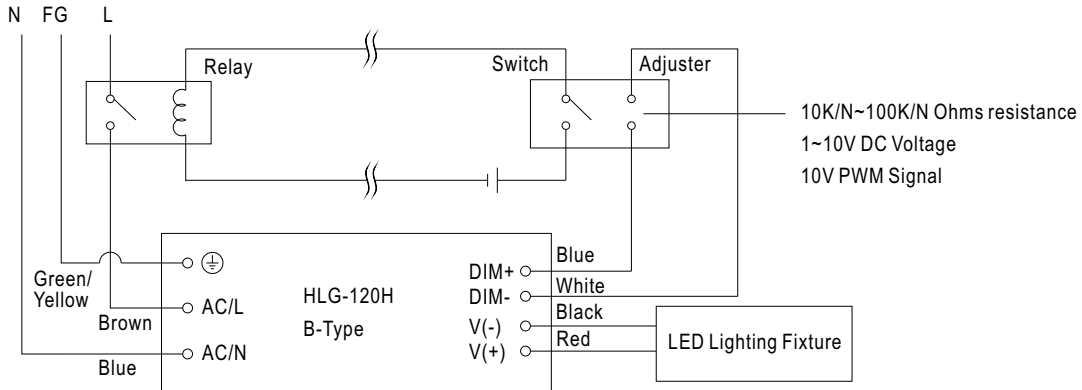 N FG L
Relay
Switch
Adjuster
10K/N~100K/N Ohms resistance
1~10V DC Voltage
10V PWM Signal
Green/
Yellow
Brown
Blue
AC/L
AC/N
HLG-120H
B-Type
DIM+
DIM-
V(-)
V(+)
Blue
White
Black
Red
LED Lighting Fixture